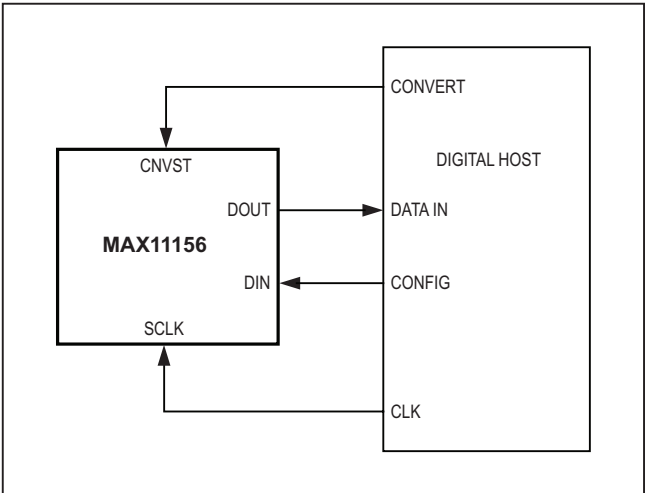 CONVERT
CNVST
DIGITAL HOST
DOUT
DATA IN
MAX11156
DIN
CONFIG
SCLK
CLK